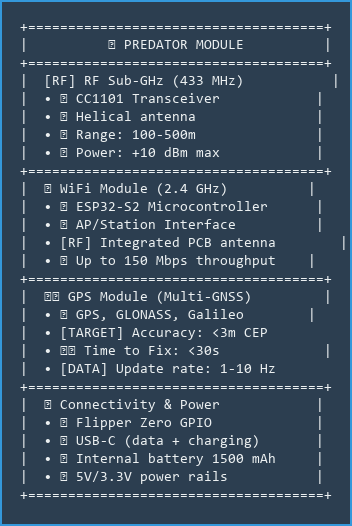 +=====================================+
| PREDATOR MODULE |
+=====================================+
| [RF] RF Sub-GHz (433 MHz) |
| • CC1101 Transceiver |
| • Helical antenna |
| • Range: 100-500m |
| • Power: +10 dBm max |
+=====================================+
| WiFi Module (2.4 GHz) |
| • ESP32-S2 Microcontroller |
| • AP/Station Interface |
| • [RF] Integrated PCB antenna |
| • Up to 150 Mbps throughput |
+=====================================+
| GPS Module (Multi-GNSS) |
| • GPS, GLONASS, Galileo |
| • [TARGET] Accuracy: <3m CEP
| • Time to Fix: <30s |
| • [DATA] Update rate: 1-10 Hz
+=====================================+
| Connectivity & Power |
| • Flipper Zero GPIO |
| • USB-C (data + charging) |
| • Internal battery 1500 mAh |
| • 5V/3.3V power rails |
+=====================================+